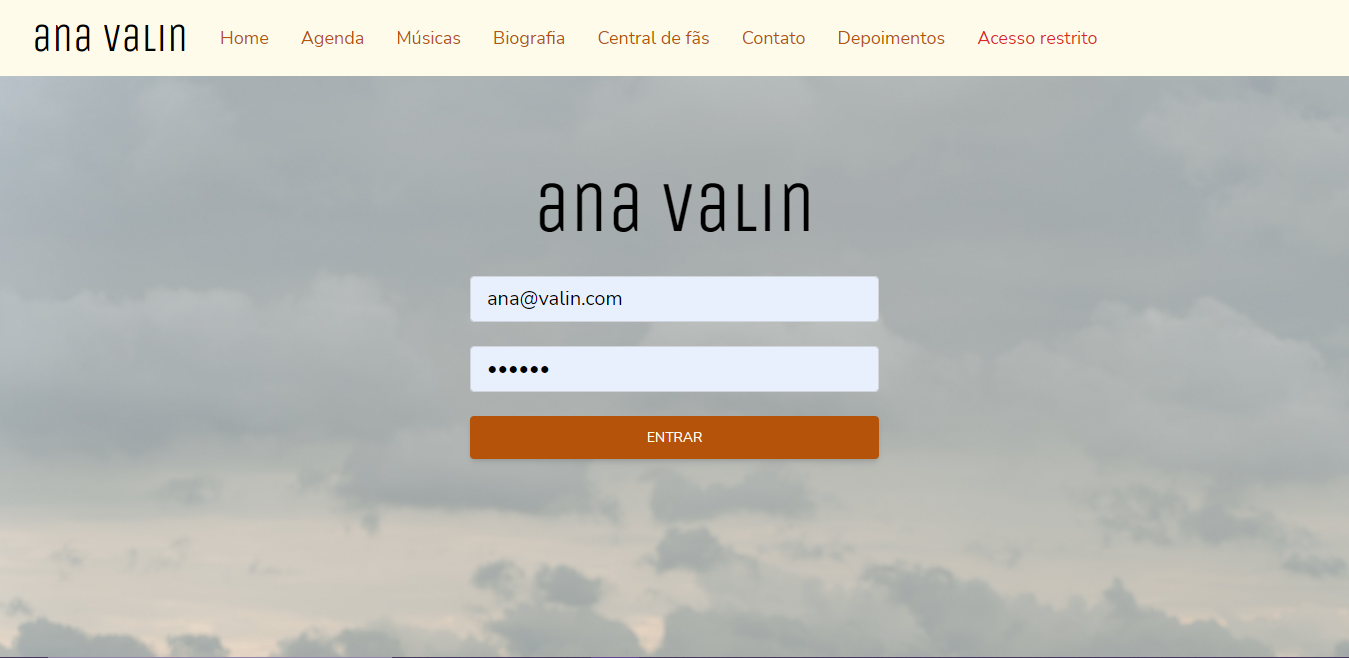 ana valin Home Agenda Músicas Biografia Central de fãs Contato Depoimentos Acesso restrito
ana valin
ana@valin.com
••••••
ENTRAR